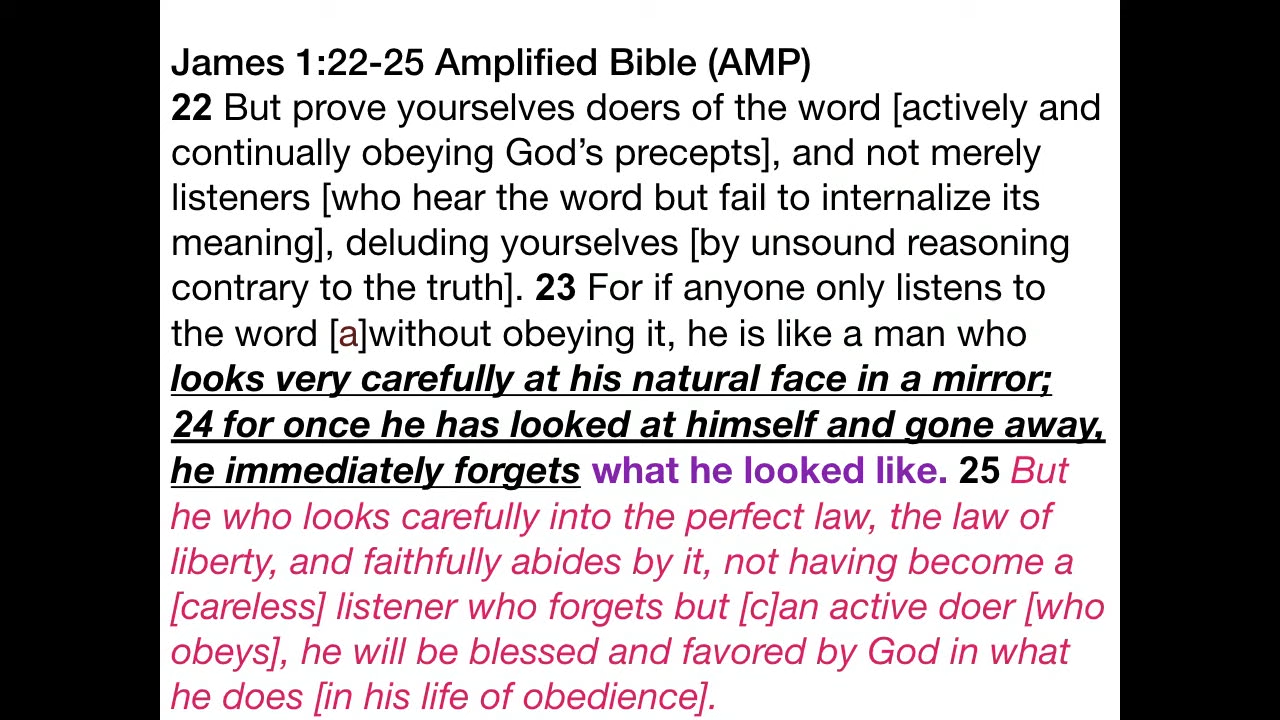 James 1:22-25 Amplified Bible (AMP)
22 But prove yourselves doers of the word [actively and
continually obeying God’s precepts], and not merely
listeners [who hear the word but fail to internalize its
meaning], deluding yourselves [by unsound reasoning
contrary to the truth]. 23 For if anyone only listens to
the word [a]without obeying it, he is like a man who
looks very carefully at his natural face in a mirror;
24 for once he has looked at himself and gone away,
he immediately forgets what he looked like. 25 But
he who looks carefully into the perfect law, the law of
liberty, and faithfully abides by it, not having become a
[careless] listener who forgets but [c]an active doer [who
obeys], he will be blessed and favored by God in what
he does [in his life of obedience].